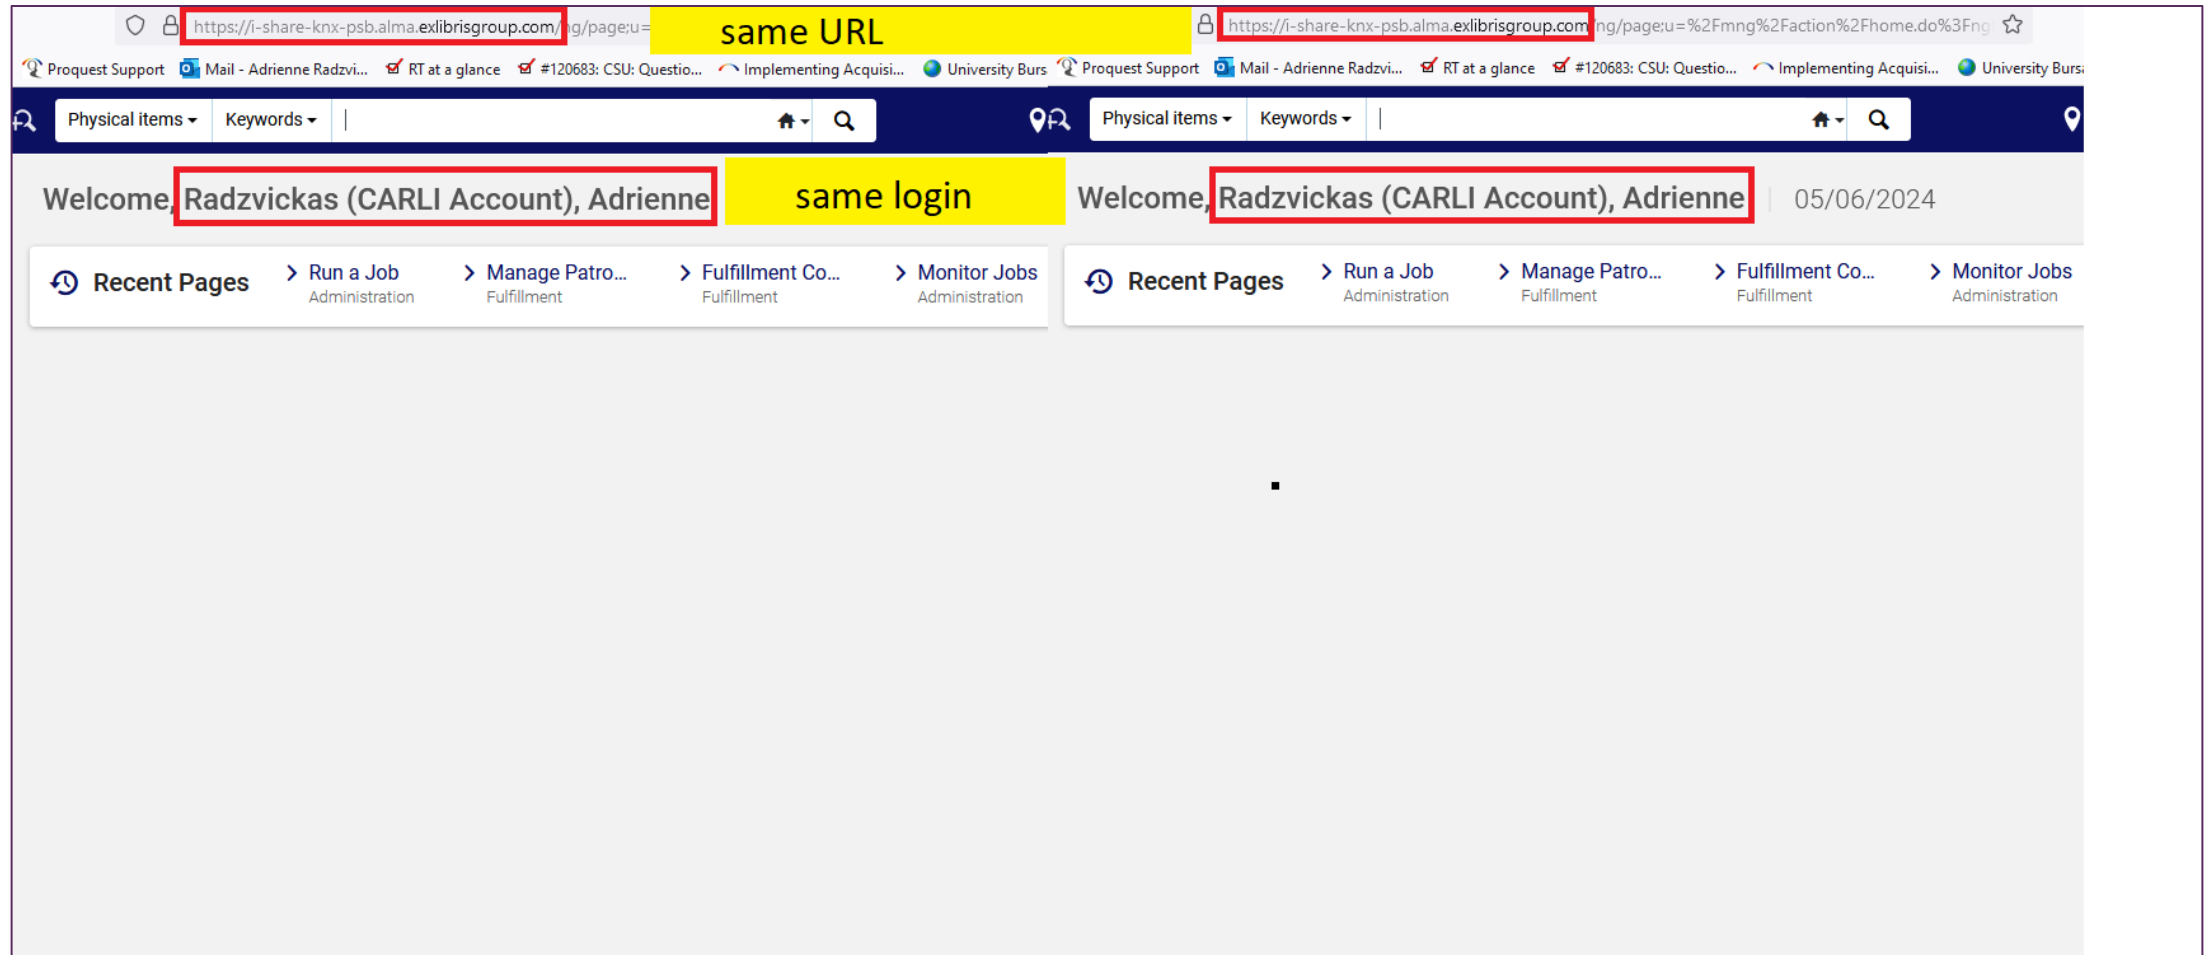 https://i-share-knx-psb.alma.exlibrisgroup.com/ng/page;u=
same URL
https://i-share-knx-psb.alma.exlibrisgroup.com/ng/page;u=%2Fmng%2Faction%2Fhome.do%3Fng
Proquest Support Mail - Adrienne Radzvi... RT at a glance #120683: CSU: Questio... Implementing Acquisi... University Burs
Proquest Support Mail - Adrienne Radzvi... RT at a glance #120683: CSU: Questio... Implementing Acquisi... University Bursa
Physical items Keywords
Physical items Keywords
Welcome, Radzvickas (CARLI Account), Adrienne
same login
Welcome, Radzvickas (CARLI Account), Adrienne 05/06/2024
Recent Pages
Run a Job
Administration
Manage Patro...
Fulfillment
Fulfillment Co...
Fulfillment
Monitor Jobs
Administration
Recent Pages
Run a Job
Administration
Manage Patro...
Fulfillment
Fulfillment Co...
Fulfillment
Monitor Jobs
Administration